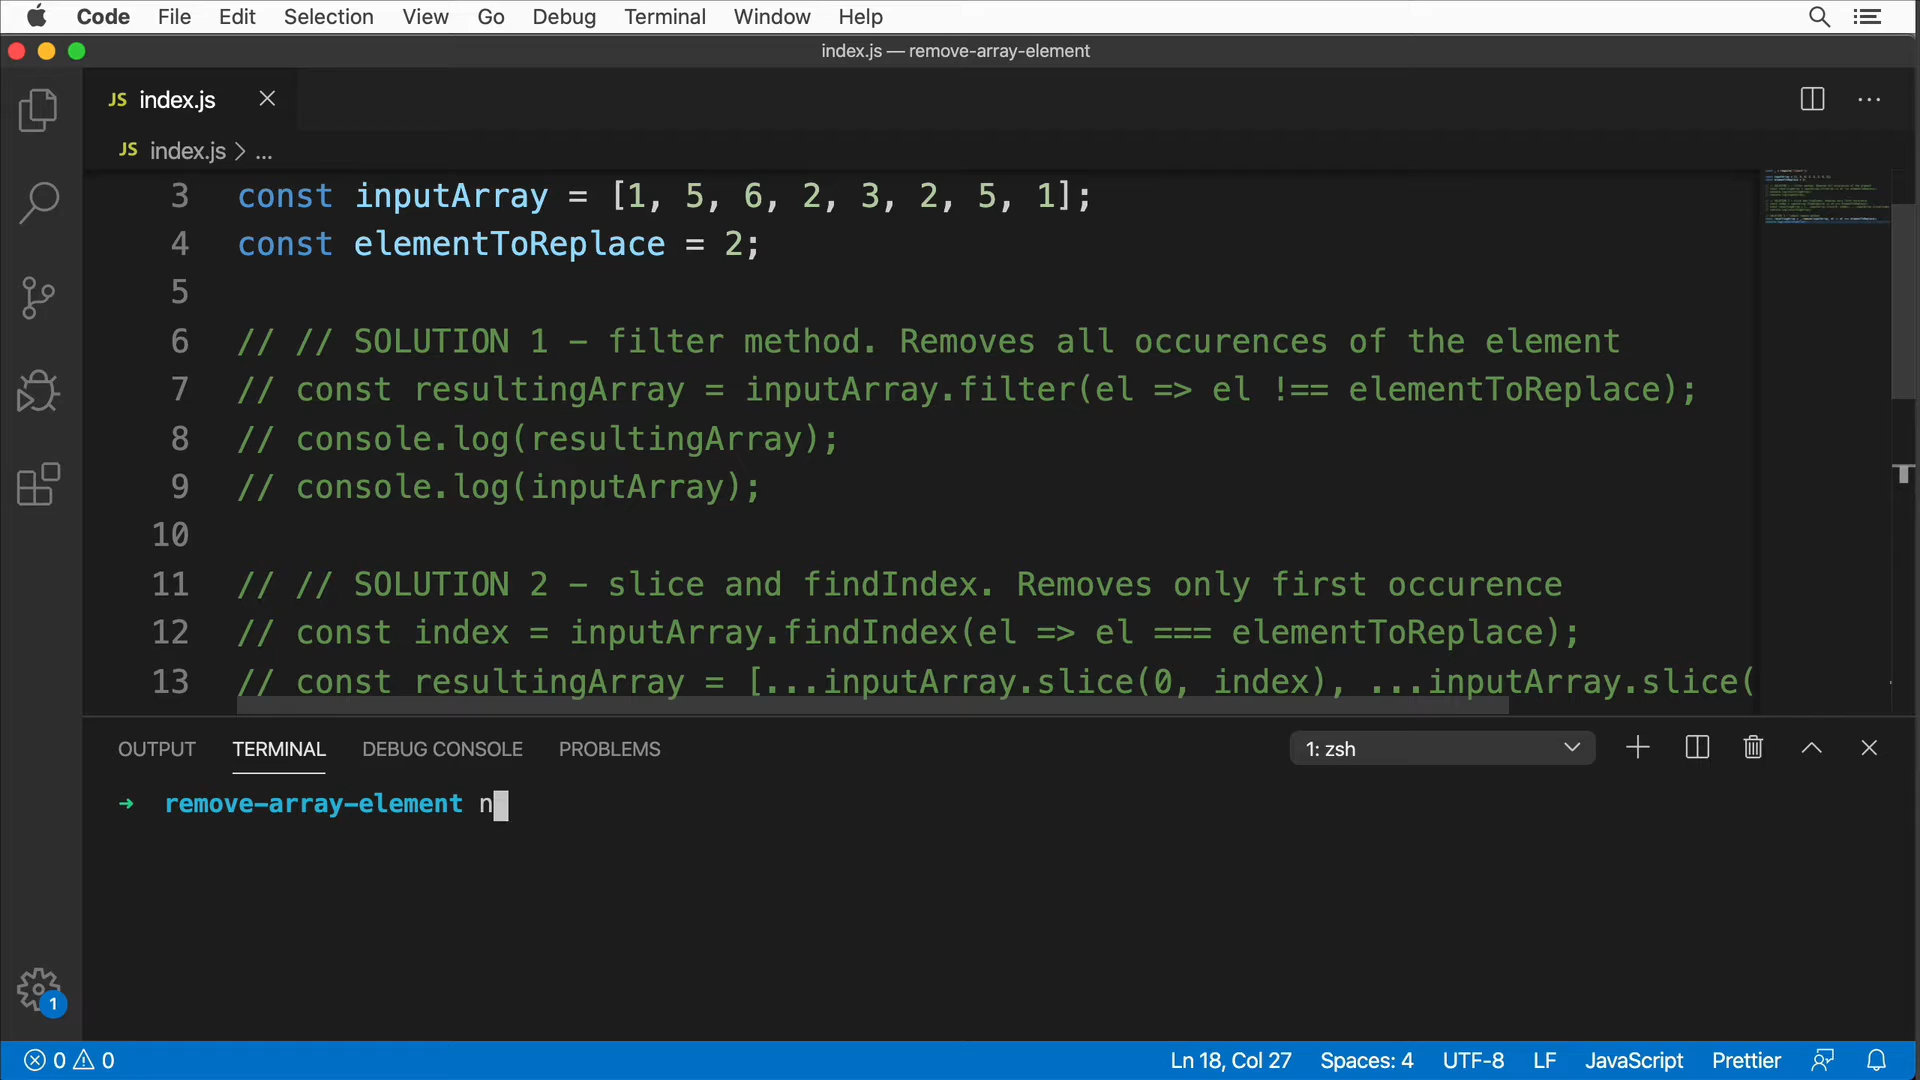 Code File Edit Selection View Go Debug Terminal Window Help
index.js — remove-array-element
JS index.js
JS index.js > ...
3 const inputArray = [1, 5, 6, 2, 3, 2, 5, 1];
4 const elementToReplace = 2;
5
6 // // SOLUTION 1 - filter method. Removes all occurences of the element
7 // const resultingArray = inputArray.filter(el => el !== elementToReplace);
8 // console.log(resultingArray);
9 // console.log(inputArray);
10
11 // // SOLUTION 2 - slice and findIndex. Removes only first occurence
12 // const index = inputArray.findIndex(el => el === elementToReplace);
13 // const resultingArray = [...inputArray.slice(0, index), ...inputArray.slice(
OUTPUT TERMINAL DEBUG CONSOLE PROBLEMS 1: zsh
→ remove-array-element n
1
0 0 Ln 18, Col 27 Spaces: 4 UTF-8 LF JavaScript Prettier